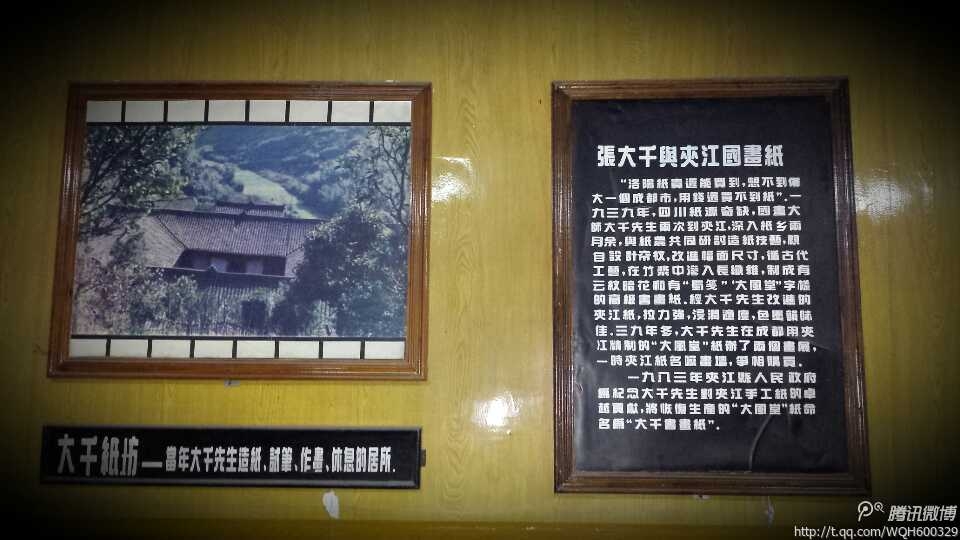 張大千與夾江國畫紙
“洛陽紙貴還能買到,想不到偌
大一個成都市,用錢還買不到紙”.一
九三九年,四川紙源奇缺,國畫大
師大千先生兩次到夾江,深入紙乡兩
月余,與紙農共同研討造紙技藝,親
自設計帘紋,改進幅面尺寸,循古代
工藝,在竹漿中滲入長纖維,制成有
云紋暗花和有“蜀箋”“大風堂”字樣
的高級書畫紙.經大千先生改進的
夾江紙,拉力強,浸潤適度,色墨韻味
佳.三九年冬,大千先生在成都用夾
江精制的“大風堂”紙辦了兩個畫展,
一時夾江紙名噪畫壇,爭相購買.
一九八三年夾江縣人民政府
爲紀念大千先生對夾江手工紙的卓
越貢獻,將恢復生產的“大風堂”紙命
名爲“大千書畫紙”.
大千紙坊—當年大千先生造紙、試筆、作畫、休息的居所.
腾讯微博
http://t.qq.com/WQH600329